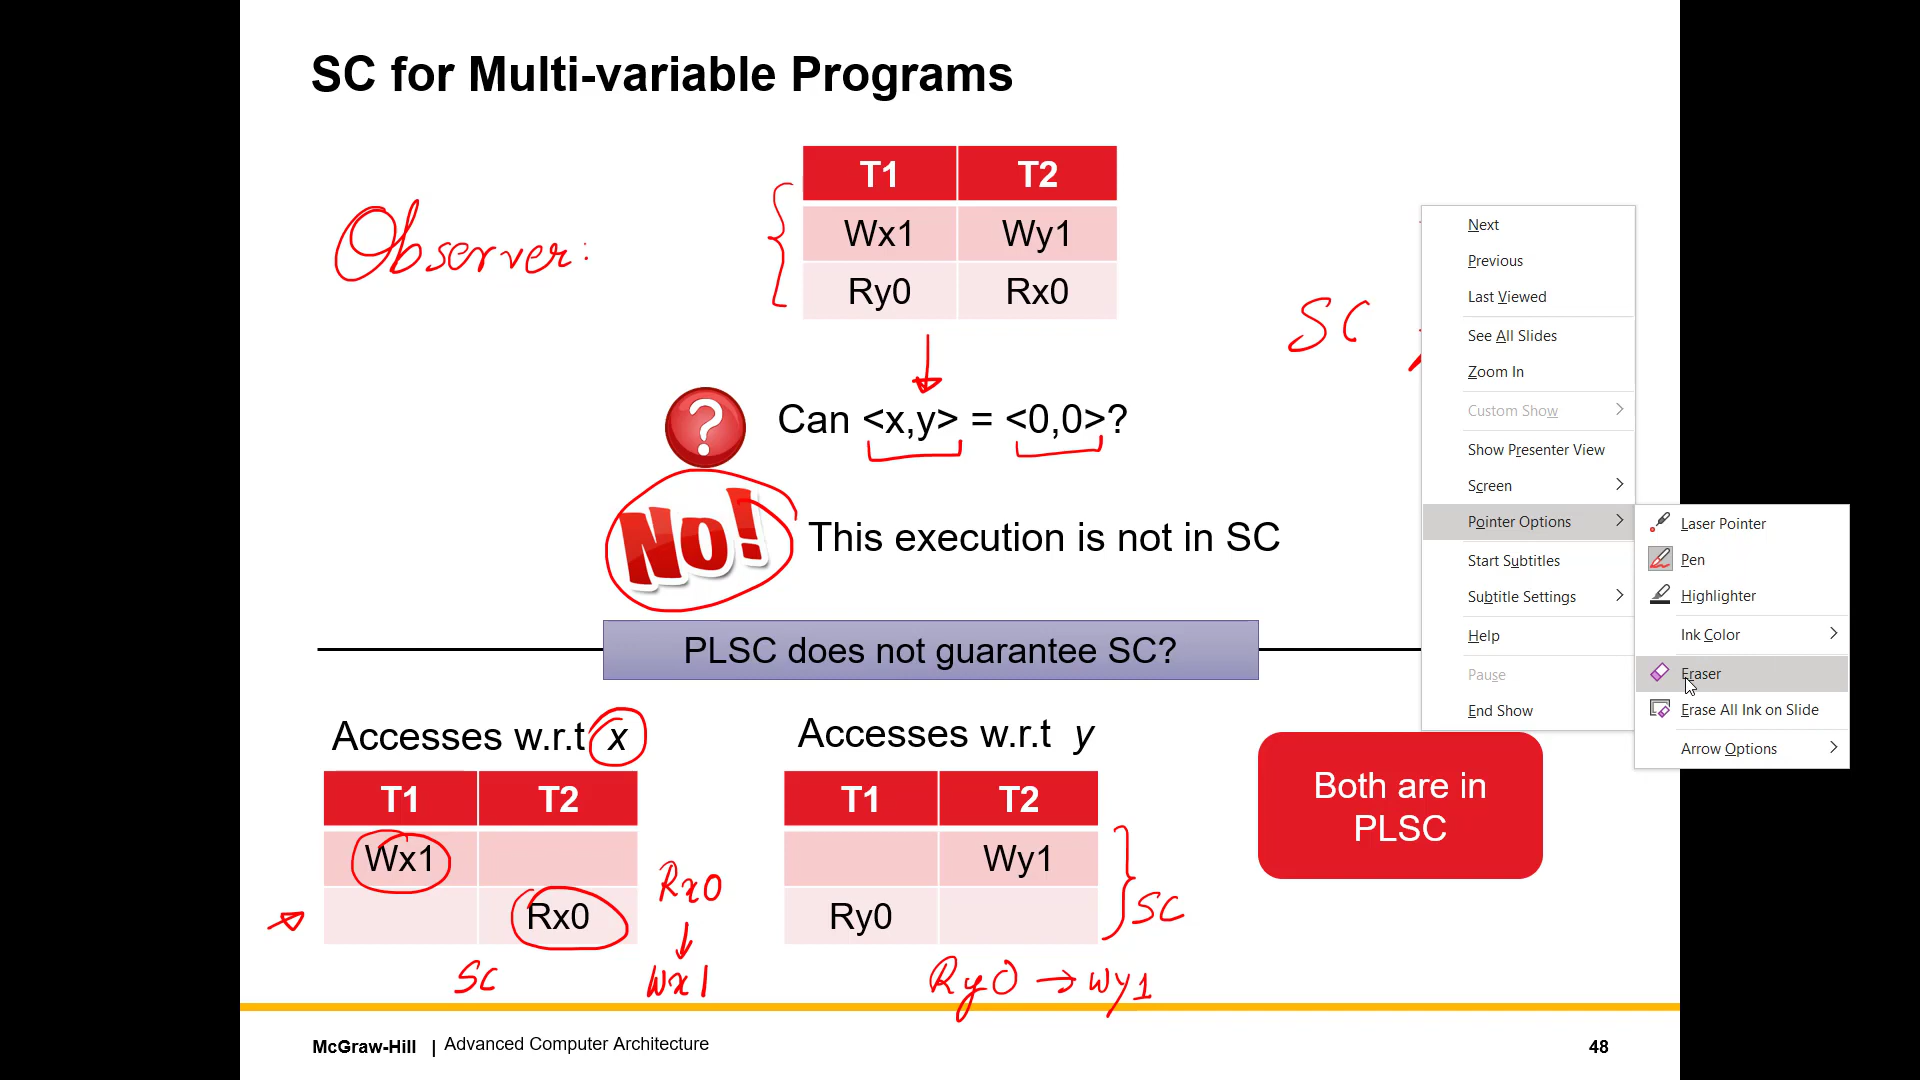 SC for Multi-variable Programs
T1 T2
Wx1 Wy1
Ry0 Rx0
Observer:
SC
Can <x,y> = <0,0>?
NO! This execution is not in SC
PLSC does not guarantee SC?
Accesses w.r.t x
T1 T2
Wx1
Rx0
SC
Rx0
Wx1
Accesses w.r.t y
T1 T2
Wy1
Ry0
SC
Ry0 → Wy1
Both are in
PLSC
Next
Previous
Last Viewed
See All Slides
Zoom In
Custom Show
Show Presenter View
Screen
Pointer Options
Start Subtitles
Subtitle Settings
Help
Pause
End Show
Laser Pointer
Pen
Highlighter
Ink Color
Eraser
Erase All Ink on Slide
Arrow Options
McGraw-Hill | Advanced Computer Architecture
48